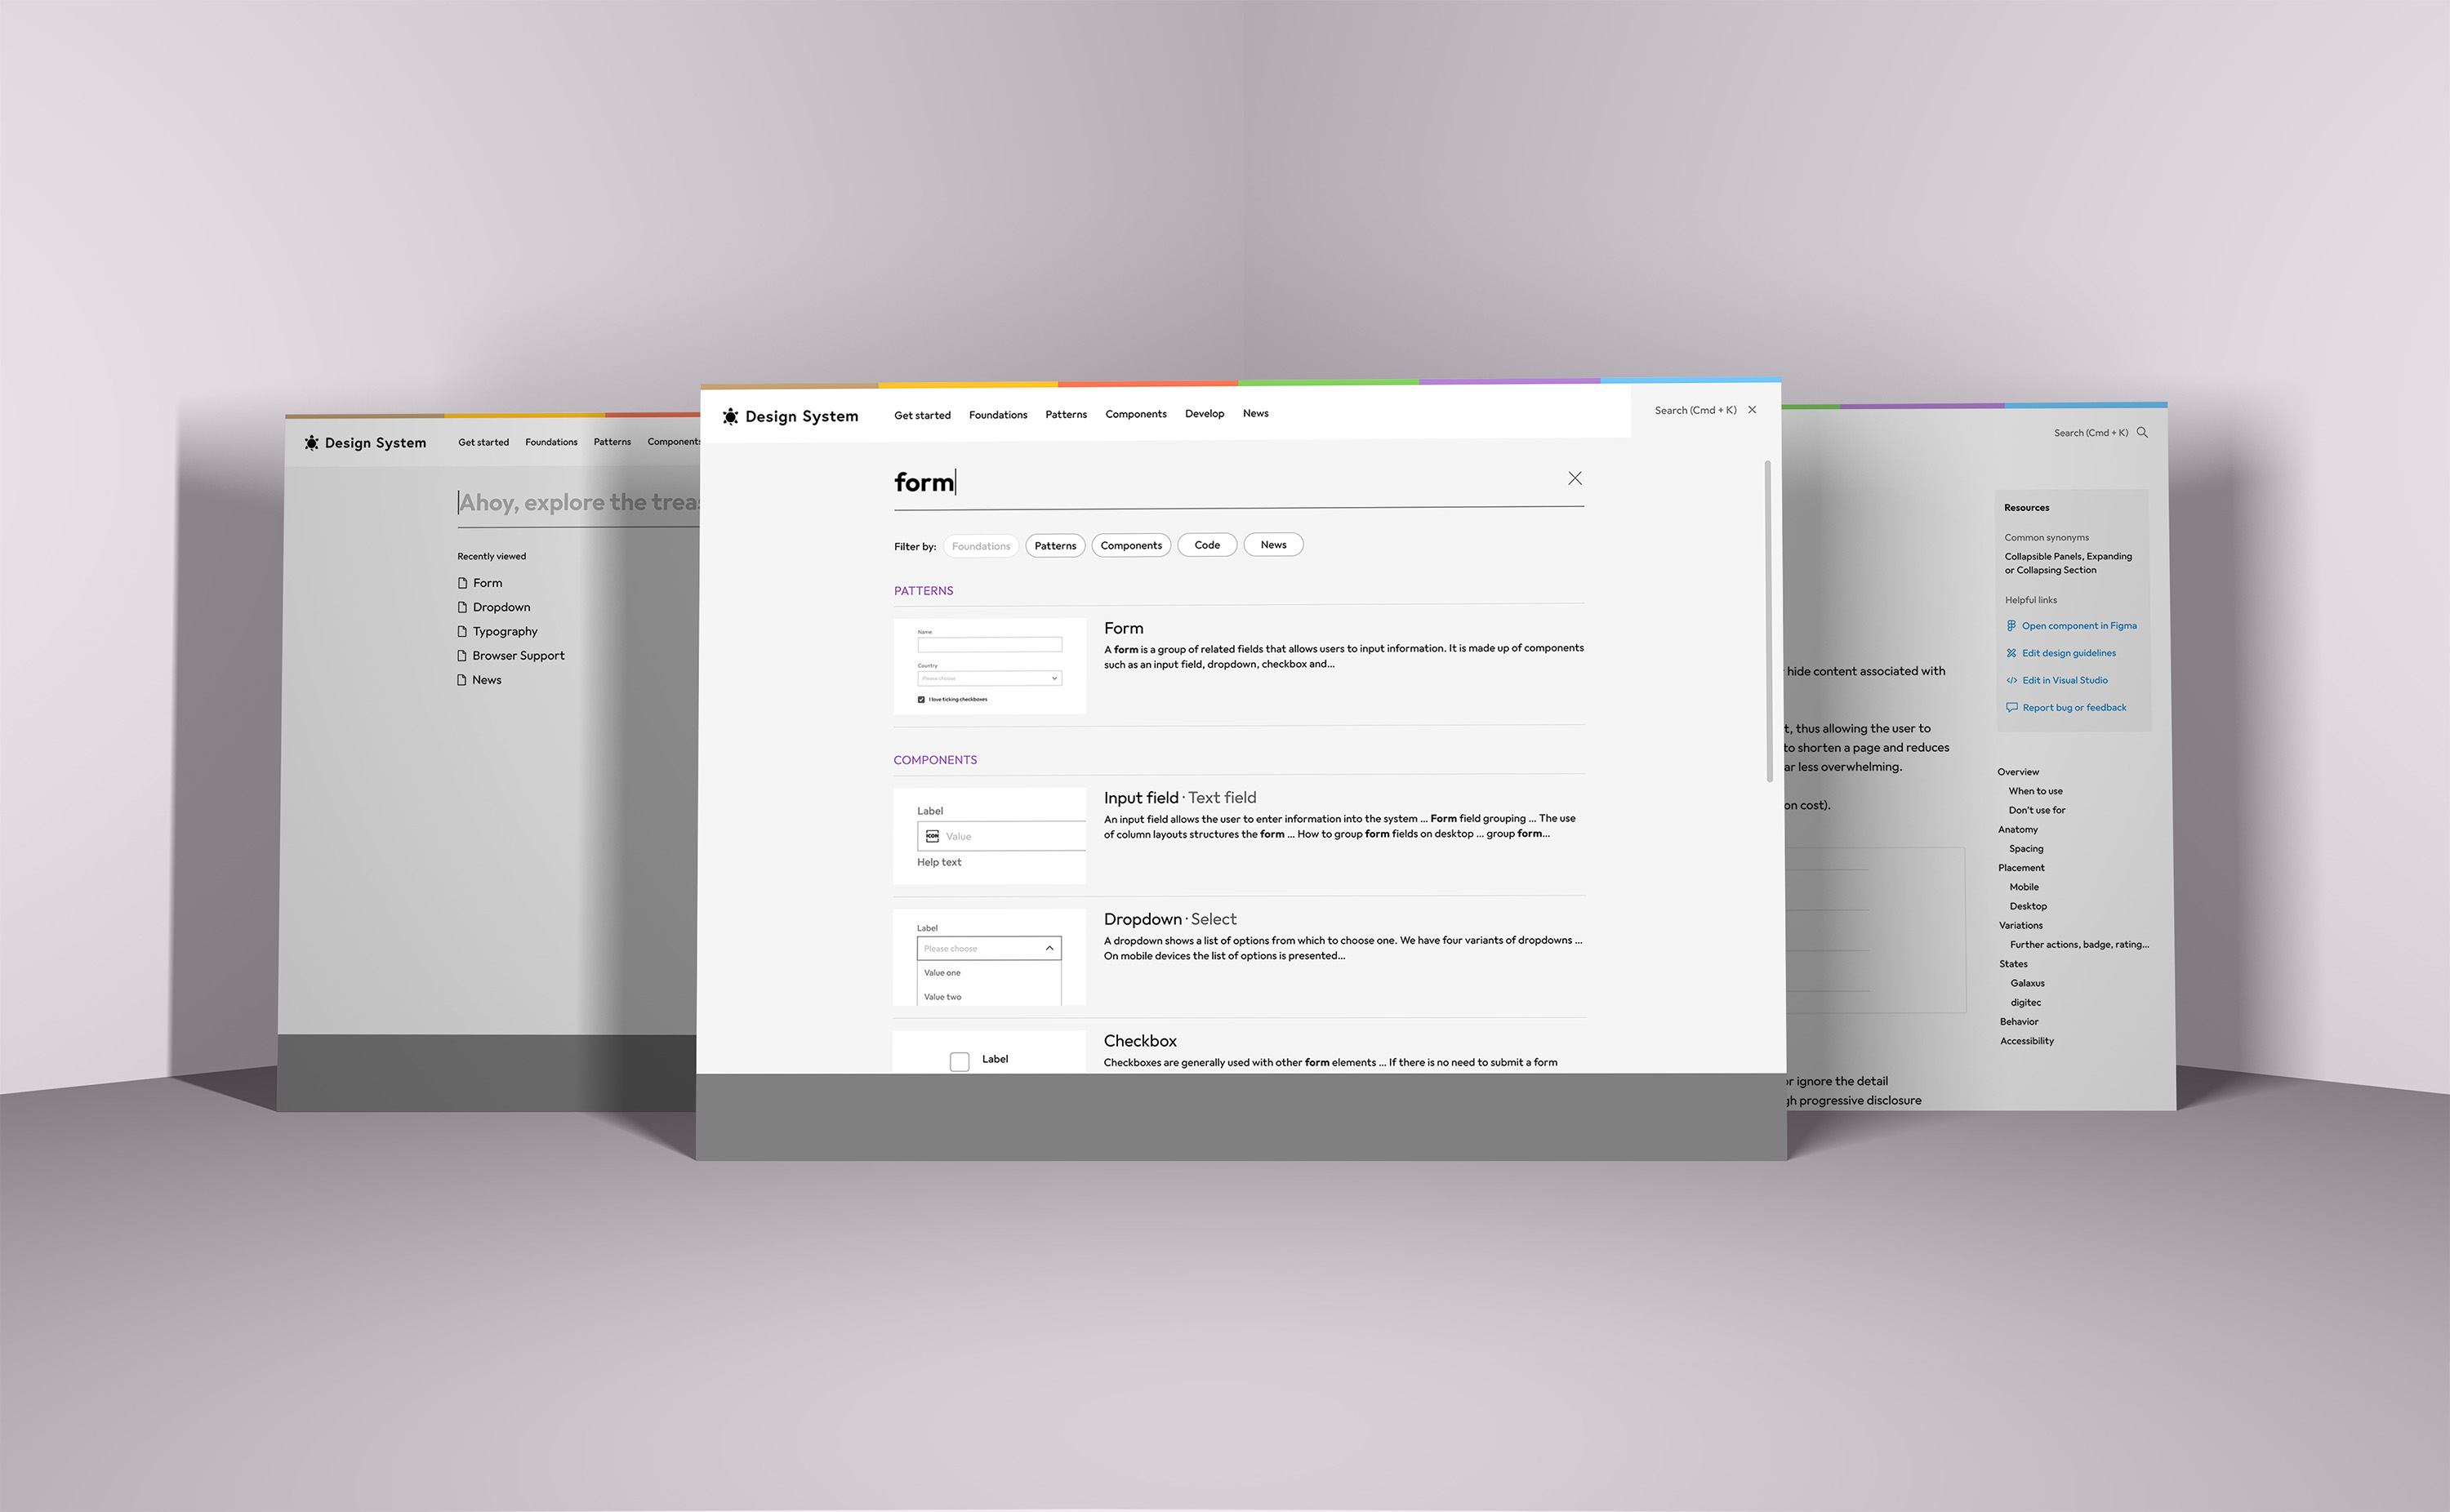 Design System
Get started
Foundations
Patterns
Components
Ahoy, explore the
Recently viewed
Form
Dropdown
Typography
Browser Support
News
Design System
Get started
Foundations
Patterns
Components
Develop
News
Search (Cmd + K)
form
Filter by:
Foundations
Patterns
Components
Code
News
PATTERNS
Name
Country
Please choose
I love ticking checkboxes
Form
A form is a group of related fields that allows users to input information. It is made up of components
such as an input field, dropdown, checkbox and...
COMPONENTS
Label
ICON
Value
Help text
Input field · Text field
An input field allows the user to enter information into the system ... Form field grouping ... The use
of column layouts structures the form ... How to group form fields on desktop ... group form...
Label
Please choose
Value one
Value two
Dropdown · Select
A dropdown shows a list of options from which to choose one. We have four variants of dropdowns ...
On mobile devices the list of options is presented...
Label
Checkbox
Checkboxes are generally used with other form elements ... If there is no need to submit a form
Search (Cmd + K)
hide content associated with
thus allowing the user to
to shorten a page and reduces
less overwhelming.
cost).
ignore the detail
progressive disclosure
Resources
Common synonyms
Collapsible Panels, Expanding
or Collapsing Section
Helpful links
Open component in Figma
Edit design guidelines
Edit in Visual Studio
Report bug or feedback
Overview
When to use
Don't use for
Anatomy
Spacing
Placement
Mobile
Desktop
Variations
Further actions, badge, rating...
States
Galaxus
digitec
Behavior
Accessibility